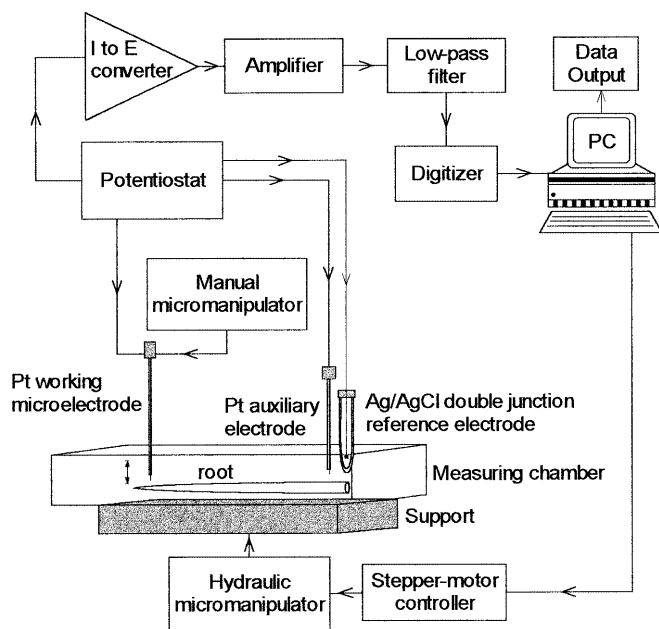 I to E
converter
Amplifier
Low-pass
filter
Data
Output
PC
Digitizer
Potentiostat
Manual
micromanipulator
Pt working
microelectrode
Pt auxiliary
electrode
Ag/AgCl double junction
reference electrode
root
Measuring chamber
Support
Hydraulic
micromanipulator
Stepper-motor
controller